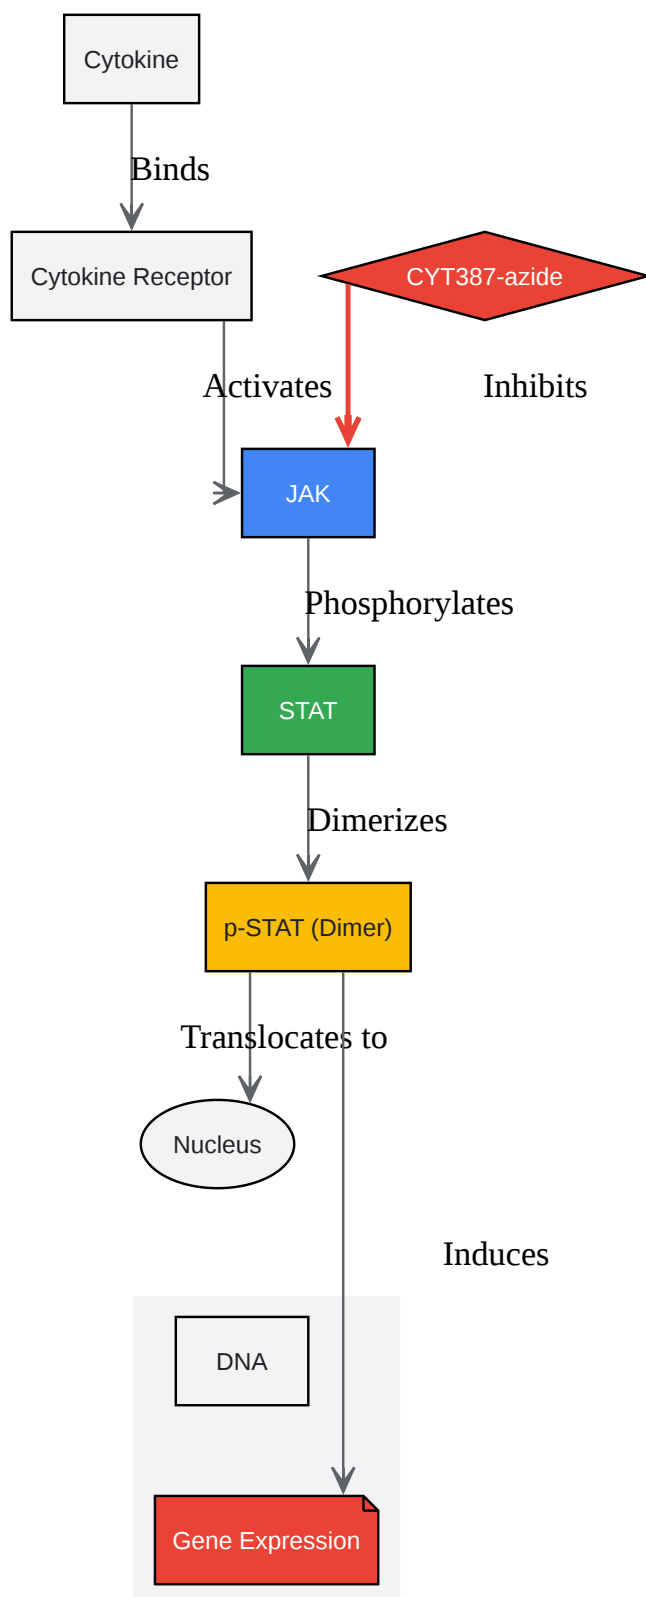 Cytokine
Binds
Cytokine Receptor
CYT387-azide
Activates
Inhibits
JAK
Phosphorylates
STAT
Dimerizes
p-STAT (Dimer)
Translocates to
Nucleus
Induces
DNA
Gene Expression